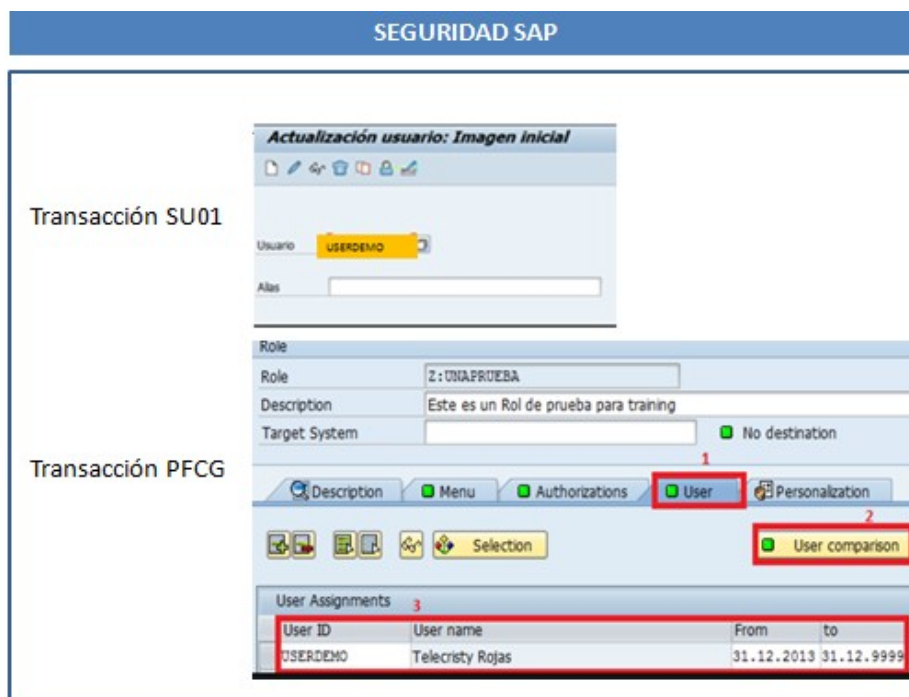 SEGURIDAD SAP
Actualización usuario: Imagen inicial
Transacción SU01
Usuario USERDEMO
Alias
Role
Role Z:UNAPRUEBA
Description Este es un Rol de prueba para training
Target System No destination
1
Transacción PFCG
Description Menu Authorizations User Personalization
2
Selection User comparison
User Assignments 3
User ID User name From to
USERDEMO Telecristy Rojas 31.12.2013 31.12.9999